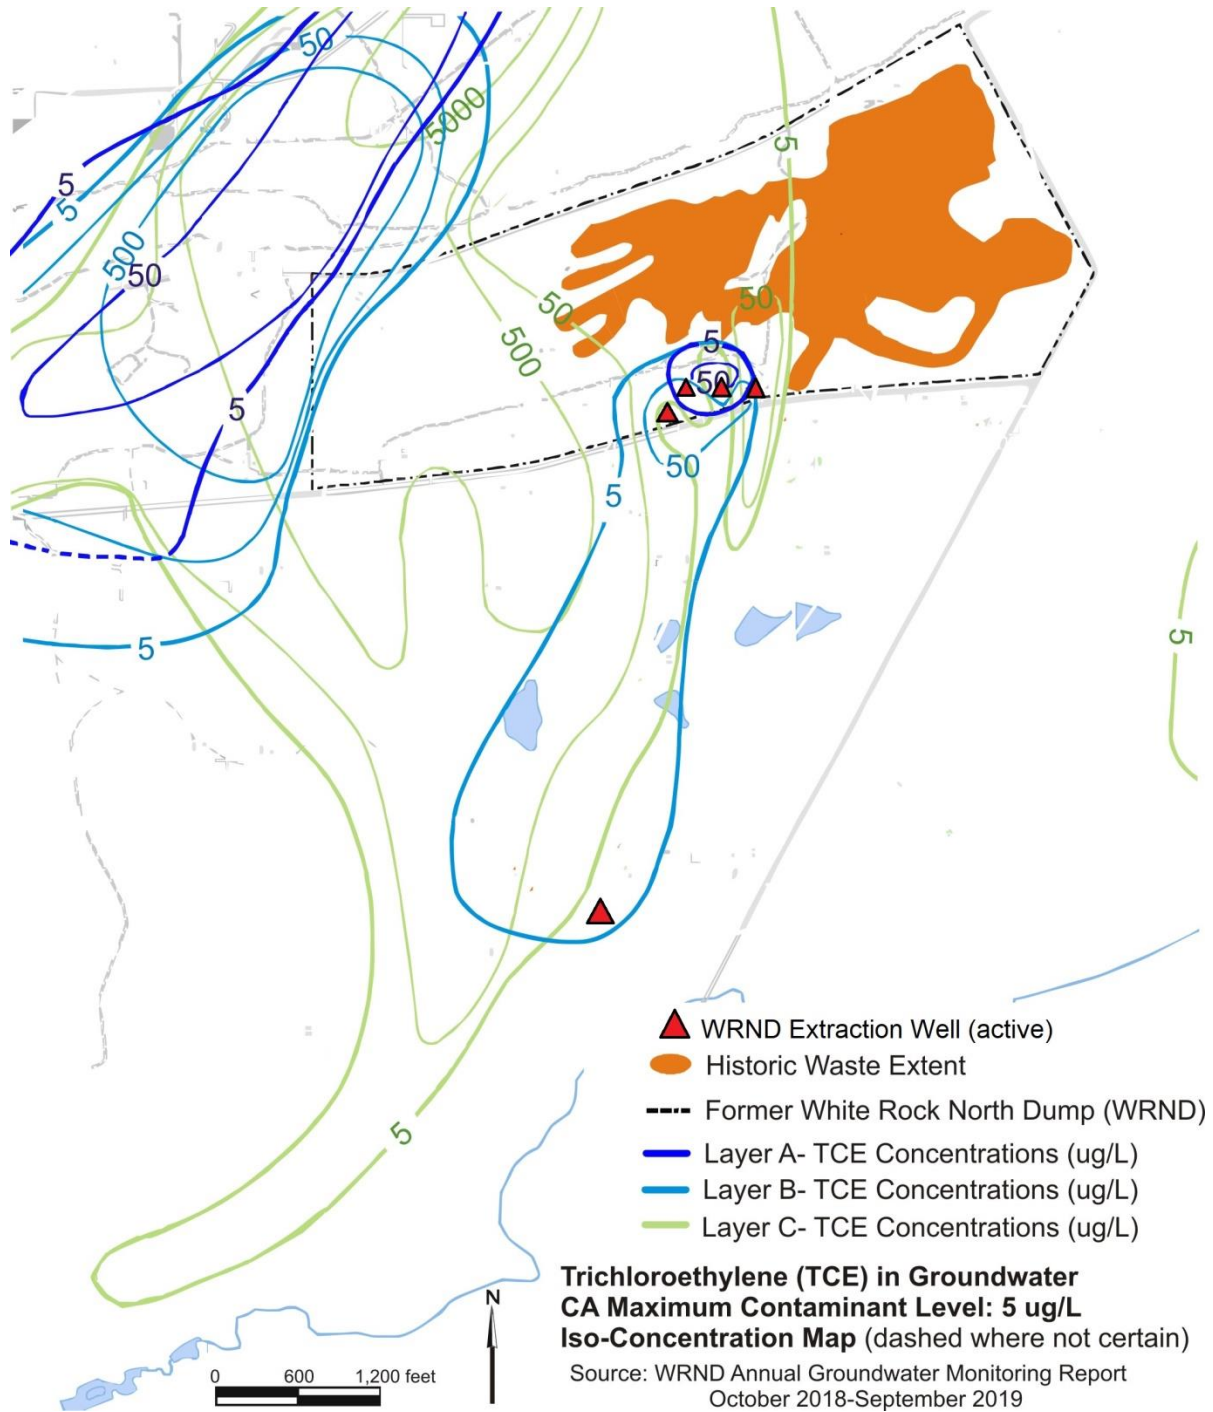 50
5000
5
5
5
500
50
50
50
500
5
50
5
50
5
5
5
5
WRND Extraction Well (active)
Historic Waste Extent
Former White Rock North Dump (WRND)
Layer A- TCE Concentrations (ug/L)
5
Layer B- TCE Concentrations (ug/L)
Layer C- TCE Concentrations (ug/L)
Trichloroethylene (TCE) in Groundwater
CA Maximum Contaminant Level: 5 ug/L
Iso-Concentration Map (dashed where not certain)
N
0 600 1,200 feet
Source: WRND Annual Groundwater Monitoring Report
October 2018-September 2019